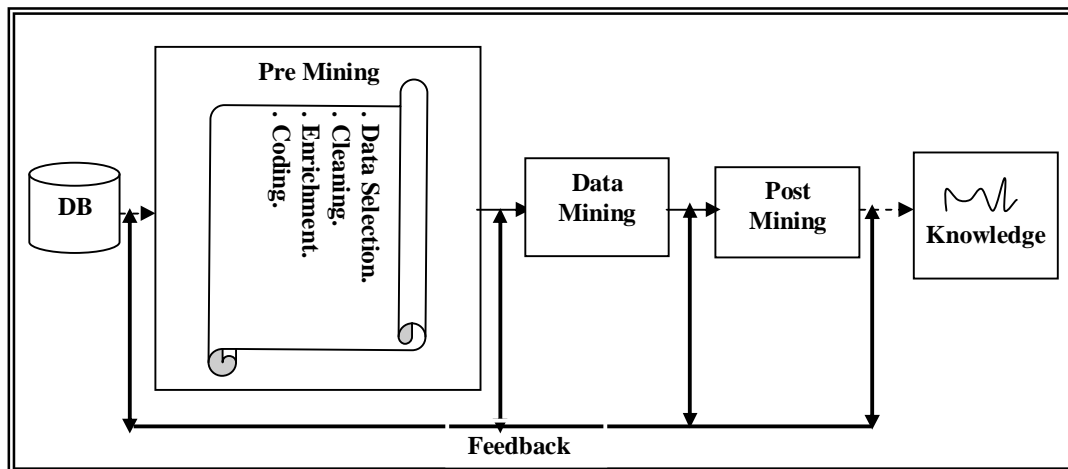 Pre Mining
. Data Selection.
. Cleaning.
. Enrichment.
. Coding.
DB
Data
Mining
Post
Mining
Knowledge
Feedback